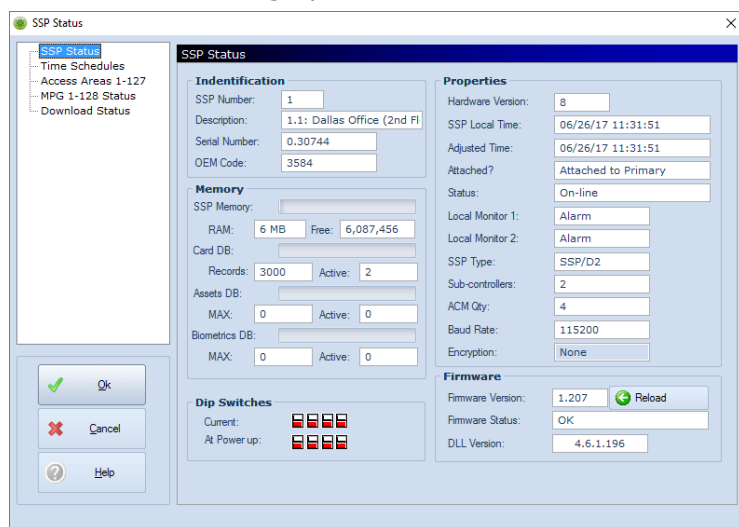 SSP Status
SSP Status
Time Schedules
Access Areas 1-127
MPG 1-128 Status
Download Status
Ok
Cancel
Help
SSP Status
Indentification
SSP Number: 1
Description: 1.1: Dallas Office (2nd Fl
Serial Number: 0.30744
OEM Code: 3584
Memory
SSP Memory:
RAM: 6 MB Free: 6,087,456
Card DB:
Records: 3000 Active: 2
Assets DB:
MAX: 0 Active: 0
Biometrics DB:
MAX: 0 Active: 0
Dip Switches
Current:
At Power up:
Properties
Hardware Version: 8
SSP Local Time: 06/26/17 11:31:51
Adjusted Time: 06/26/17 11:31:51
Attached? Attached to Primary
Status: On-line
Local Monitor 1: Alarm
Local Monitor 2: Alarm
SSP Type: SSP/D2
Sub-controllers: 2
ACM Qty: 4
Baud Rate: 115200
Encryption: None
Firmware
Firmware Version: 1.207 Reload
Firmware Status: OK
DLL Version: 4.6.1.196